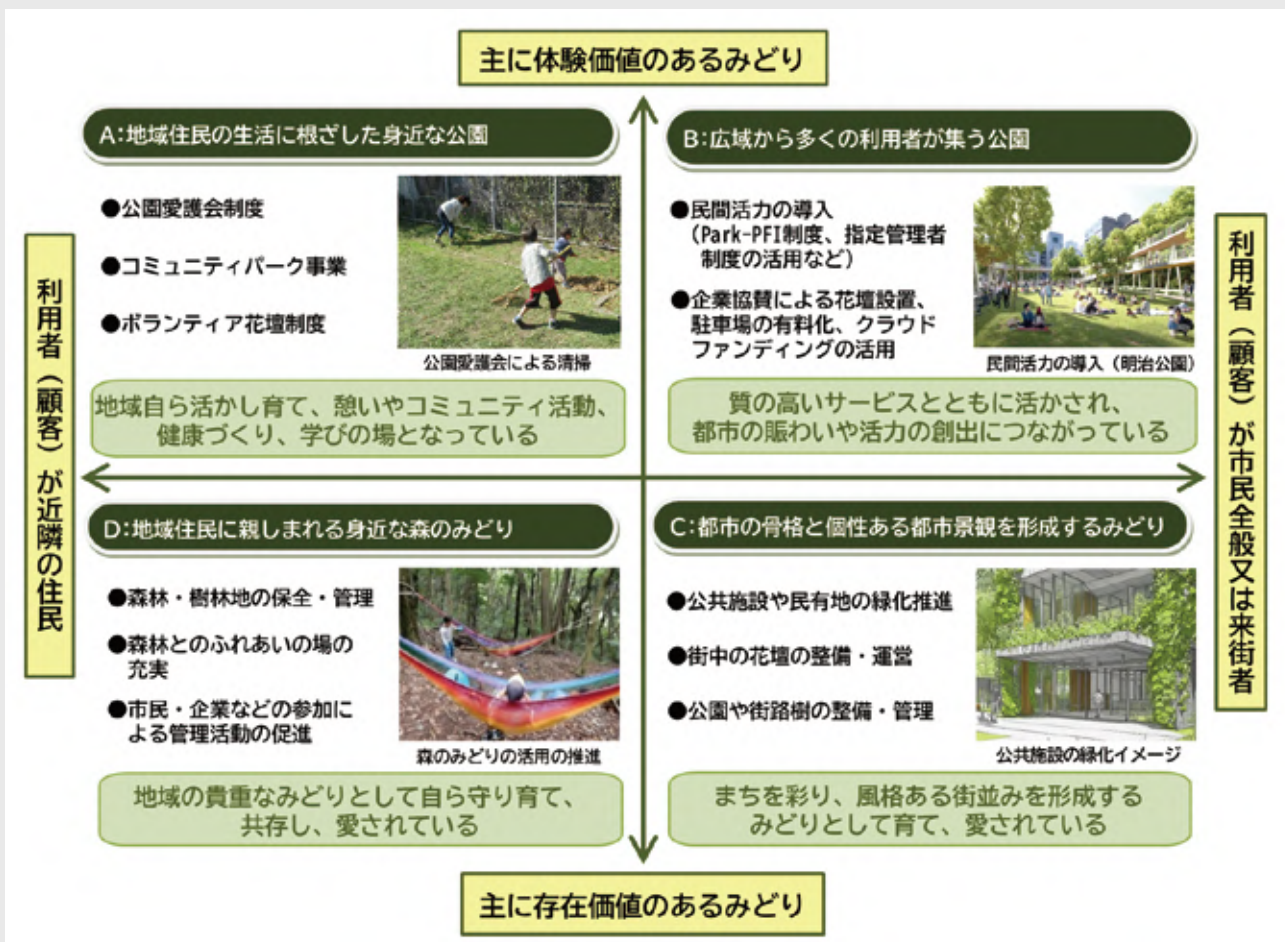 主に体験価値のあるみどり
A:地域住民の生活に根ざした身近な公園
●公園愛護会制度
●コミュニティパーク事業
●ボランティア花壇制度
公園愛護会による清掃
地域自ら活かし育て、憩いやコミュニティ活動、
健康づくり、学びの場となっている
B:広域から多くの利用者が集う公園
●民間活力の導入
(Park-PFI制度、指定管理者
制度の活用など)
●企業協賛による花壇設置、
駐車場の有料化、クラウド
ファンディングの活用
民間活力の導入(明治公園)
質の高いサービスとともに活かされ、
都市の賑わいや活力の創出につながっている
利用者(顧客)が近隣の住民
利用者(顧客)が市民全般又は来街者
D:地域住民に親しまれる身近な森のみどり
●森林・樹林地の保全・管理
●森林とのふれあいの場の
充実
●市民・企業などの参加に
よる管理活動の促進
森のみどりの活用の推進
地域の貴重なみどりとして自ら守り育て、
共存し、愛されている
C:都市の骨格と個性ある都市景観を形成するみどり
●公共施設や民有地の緑化推進
●街中の花壇の整備・運営
●公園や街路樹の整備・管理
公共施設の緑化イメージ
まちを彩り、風格ある街並みを形成する
みどりとして育て、愛されている
主に存在価値のあるみどり